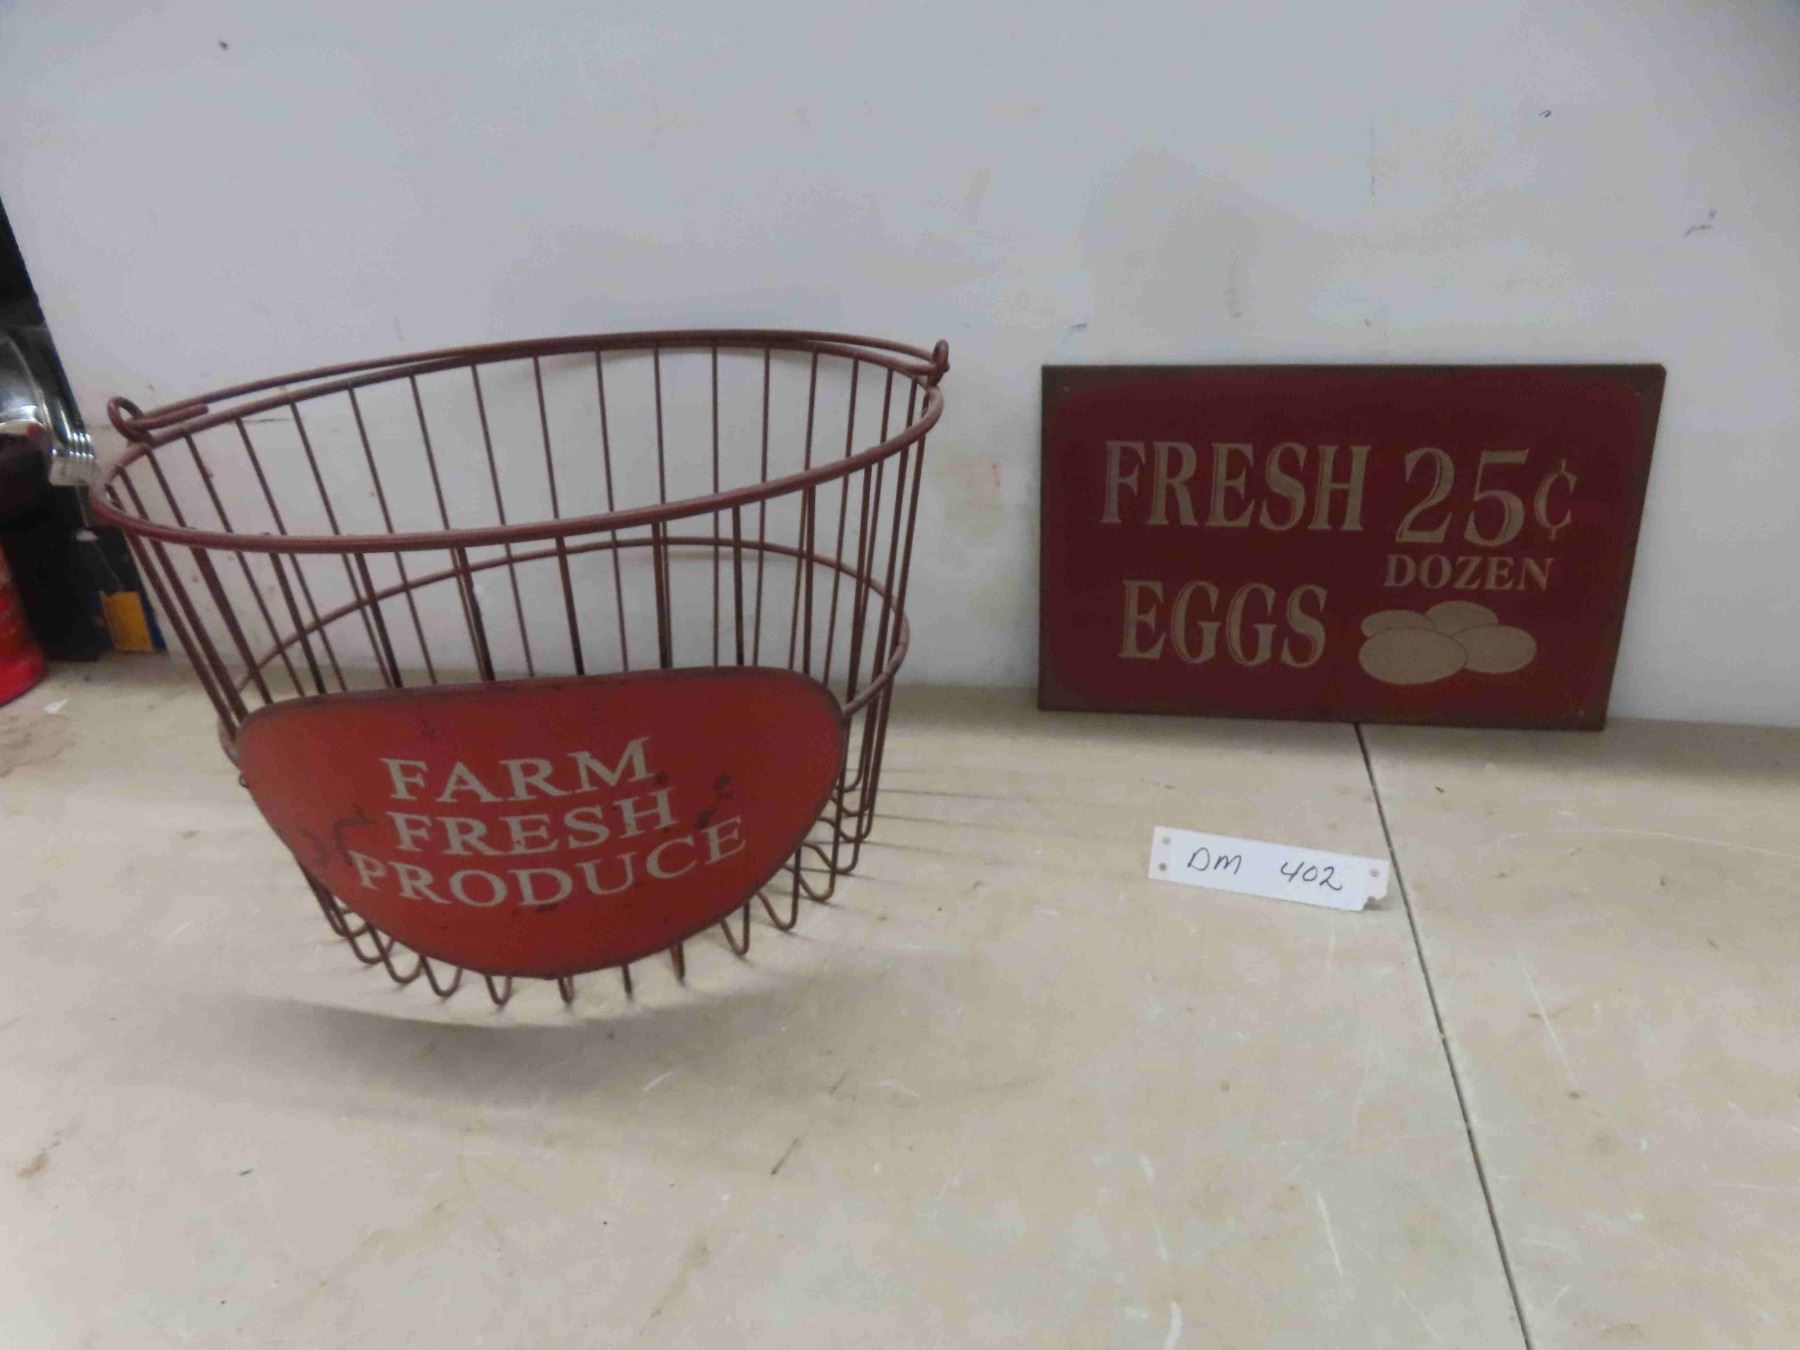 FARM
FRESH
PRODUCE
FRESH 25¢
DOZEN
EGGS
DM 402